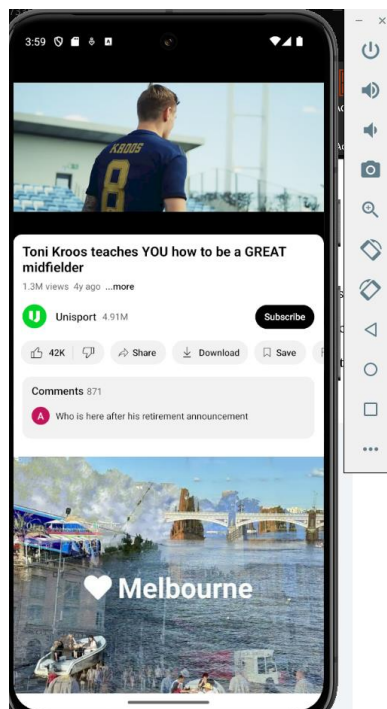 3:59
KROOS
8
Toni Kroos teaches YOU how to be a GREAT
midfielder
1.3M views 4y ago ...more
Unisport 4.91M
Subscribe
42K
Share
Download
Save
Comments 871
A
Who is here after his retirement announcement
Melbourne